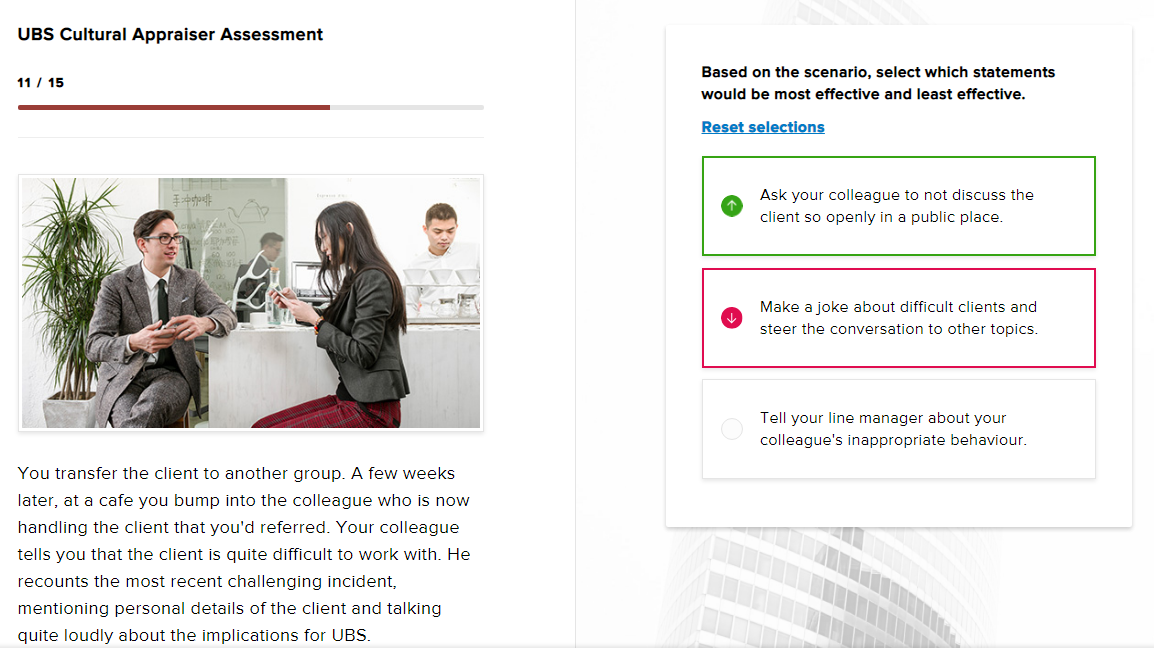 UBS Cultural Appraiser Assessment
11 / 15
手冲咖啡
You transfer the client to another group. A few weeks
later, at a cafe you bump into the colleague who is now
handling the client that you'd referred. Your colleague
tells you that the client is quite difficult to work with. He
recounts the most recent challenging incident,
mentioning personal details of the client and talking
quite loudly about the implications for UBS.
Based on the scenario, select which statements
would be most effective and least effective.
Reset selections
Ask your colleague to not discuss the
client so openly in a public place.
Make a joke about difficult clients and
steer the conversation to other topics.
Tell your line manager about your
colleague's inappropriate behaviour.